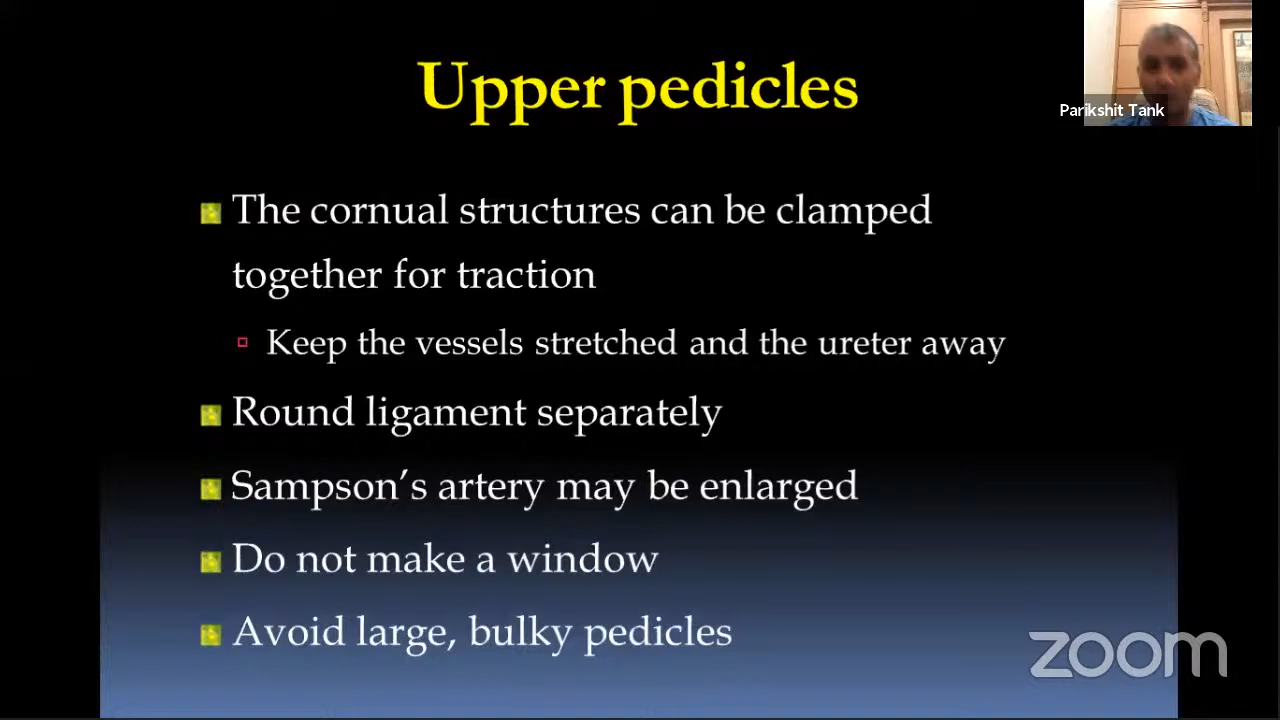 Upper pedicles
Parikshit Tank
The cornual structures can be clamped
together for traction
Keep the vessels stretched and the ureter away
Round ligament separately
Sampson’s artery may be enlarged
Do not make a window
Avoid large, bulky pedicles
zoom